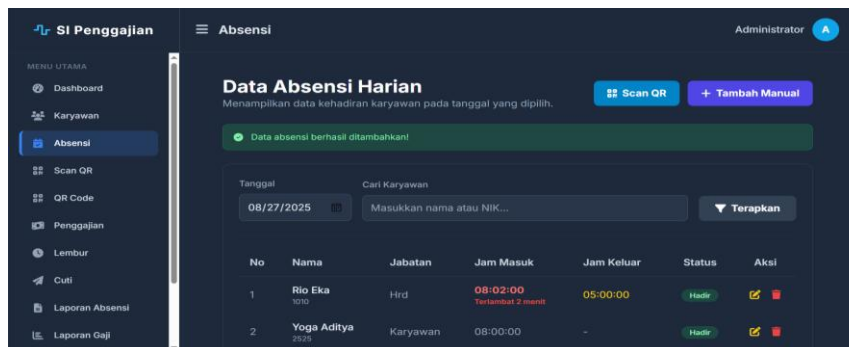 SI Penggajian
Absensi
Administrator
A
MENU UTAMA
Dashboard
Karyawan
Absensi
Scan QR
QR Code
Penggajian
Lembur
Cuti
Laporan Absensi
Laporan Gaji
Data Absensi Harian
Menampilkan data kehadiran karyawan pada tanggal yang dipilih.
Scan QR
+ Tambah Manual
Data absensi berhasil ditambahkan!
Tanggal
Cari Karyawan
08/27/2025
Masukkan nama atau NIK...
Terapkan
No Nama Jabatan Jam Masuk Jam Keluar Status Aksi
1 Rio Eka Hrd 08:02:00 05:00:00 Hadir
1010 Terlambat 2 menit
2 Yoga Aditya Karyawan 08:00:00 - Hadir
2525